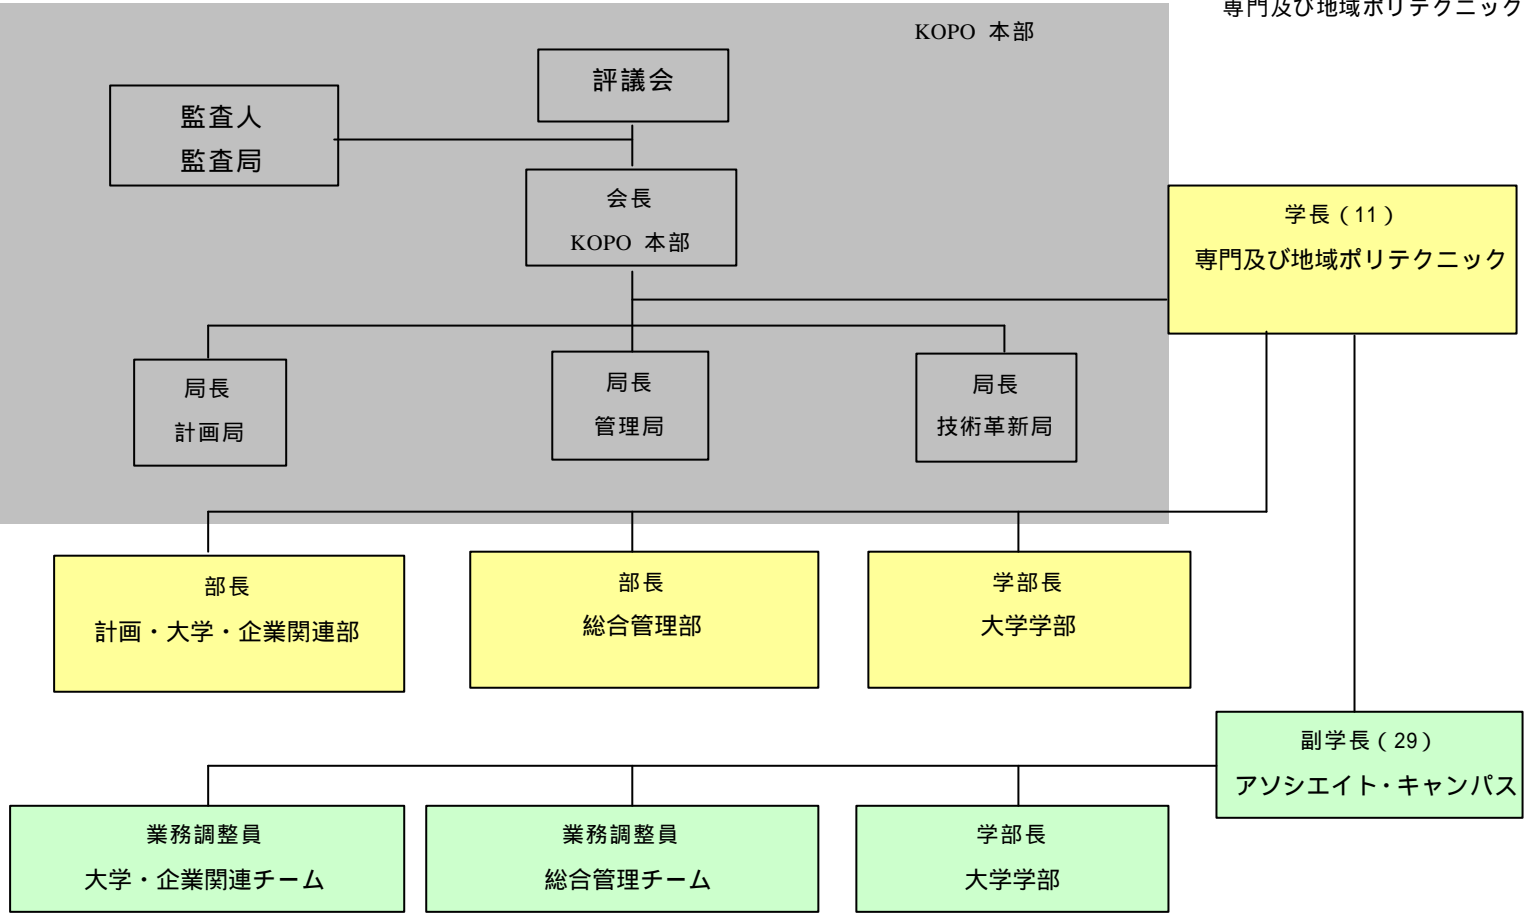 専門及び地域ポリテクニック
KOPO 本部
評議会
監査人
監査局
会長
KOPO 本部
学長（11）
専門及び地域ポリテクニック
局長
計画局
局長
管理局
局長
技術革新局
部長
計画・大学・企業関連部
部長
総合管理部
学部長
大学学部
副学長（29）
アソシエイト・キャンパス
業務調整員
大学・企業関連チーム
業務調整員
総合管理チーム
学部長
大学学部